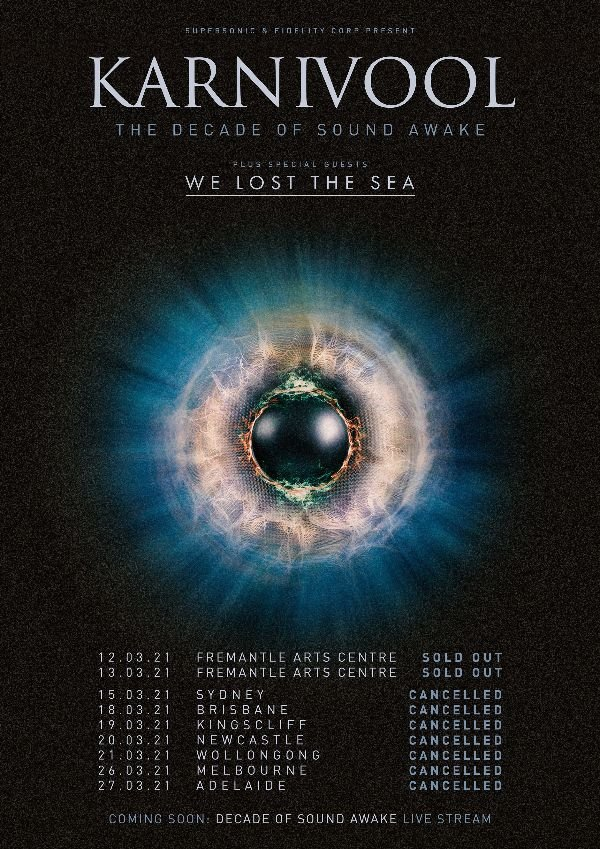 SUPERSONIC & FIDELITY CORP PRESENT
KARNIVOOL
THE DECADE OF SOUND AWAKE
PLUS SPECIAL GUESTS
WE LOST THE SEA
12.03.21 FREMANTLE ARTS CENTRE SOLD OUT
13.03.21 FREMANTLE ARTS CENTRE SOLD OUT
15.03.21 SYDNEY CANCELLED
18.03.21 BRISBANE CANCELLED
19.03.21 KINGSCLIFF CANCELLED
20.03.21 NEWCASTLE CANCELLED
21.03.21 WOLLONGONG CANCELLED
26.03.21 MELBOURNE CANCELLED
27.03.21 ADELAIDE CANCELLED
COMING SOON: DECADE OF SOUND AWAKE LIVE STREAM